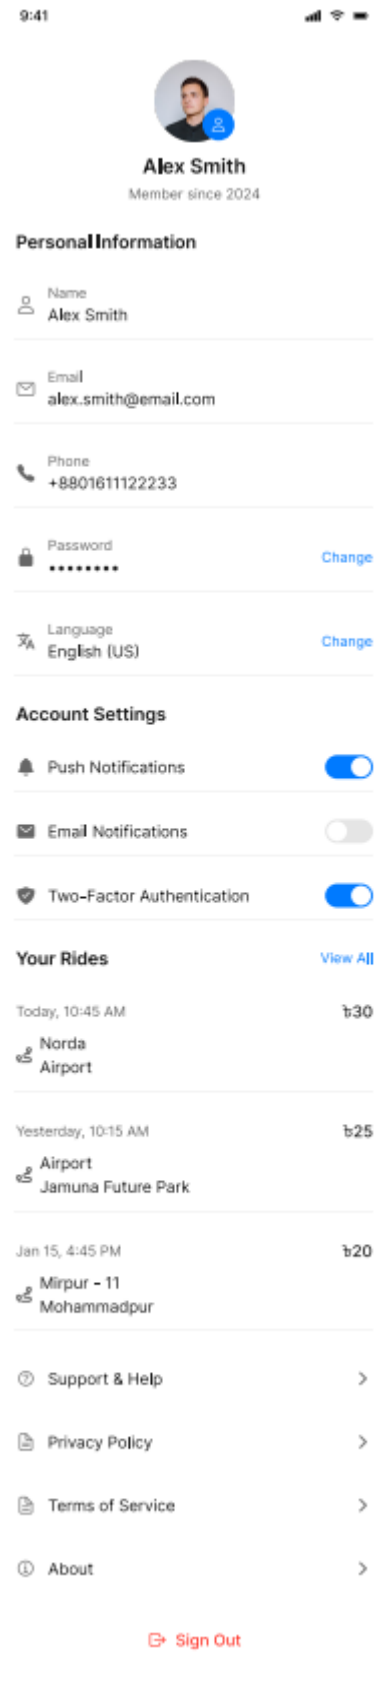 9:41
Alex Smith
Member since 2024
Personal Information
Name
Alex Smith
Email
alex.smith@email.com
Phone
+8801611122233
Password
••••••••
Change
Language
English (US)
Change
Account Settings
Push Notifications
Email Notifications
Two-Factor Authentication
Your Rides
View All
Today, 10:45 AM
৳30
Norda
Airport
Yesterday, 10:15 AM
৳25
Airport
Jamuna Future Park
Jan 15, 4:45 PM
৳20
Mirpur - 11
Mohammadpur
Support & Help
Privacy Policy
Terms of Service
About
Sign Out